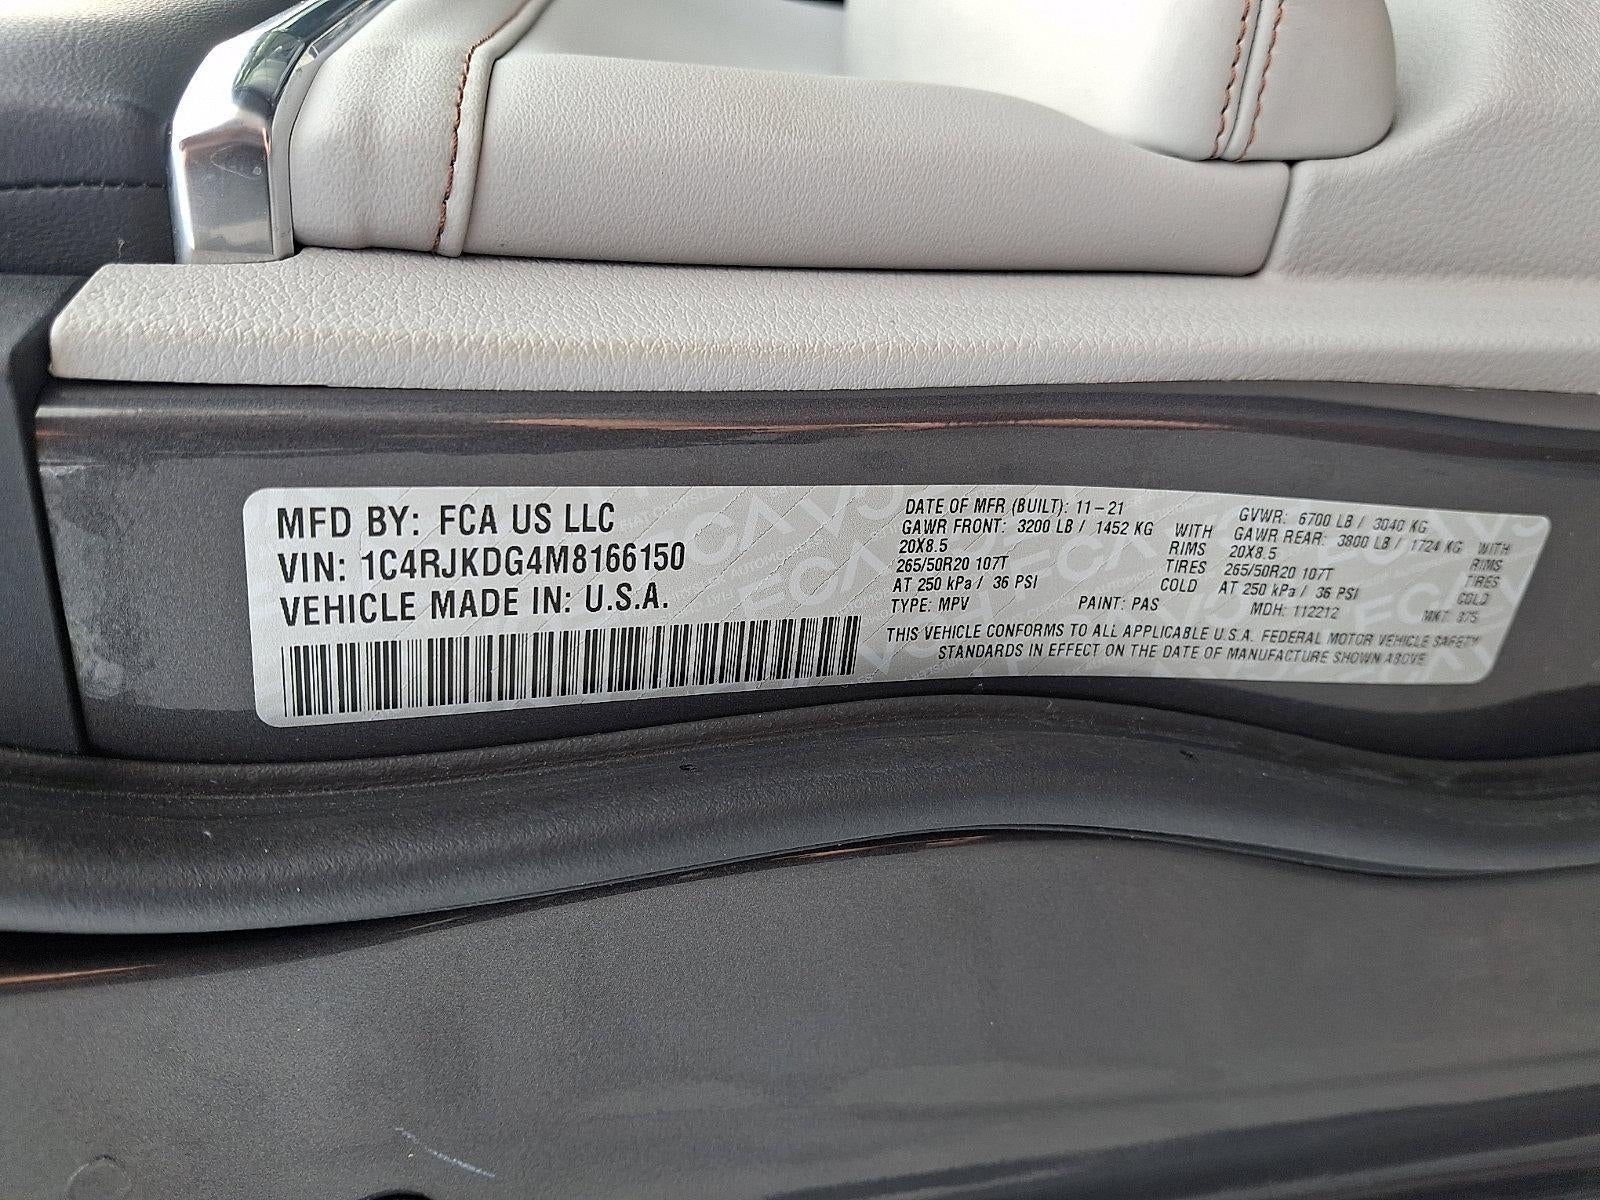 MFD BY: FCA US LLC
VIN: 1C4RJKDG4M8166150
VEHICLE MADE IN: U.S.A.
DATE OF MFR (BUILT): 11-21 GVWR: 6700 LB / 3040 KG
GAWR FRONT: 3200 LB / 1452 KG WITH GAWR REAR: 3800 LB / 1724 KG WITH
20X8.5 RIMS 20X8.5 RIMS
265/50R20 107T TIRES 265/50R20 107T TIRES
AT 250 kPa / 36 PSI COLD AT 250 kPa / 36 PSI COLD
TYPE: MPV PAINT: PAS MDH: 112212 MKT:
THIS VEHICLE CONFORMS TO ALL APPLICABLE U.S.A. FEDERAL MOTOR VEHICLE SAFETY
STANDARDS IN EFFECT ON THE DATE OF MANUFACTURE SHOWN ABOVE